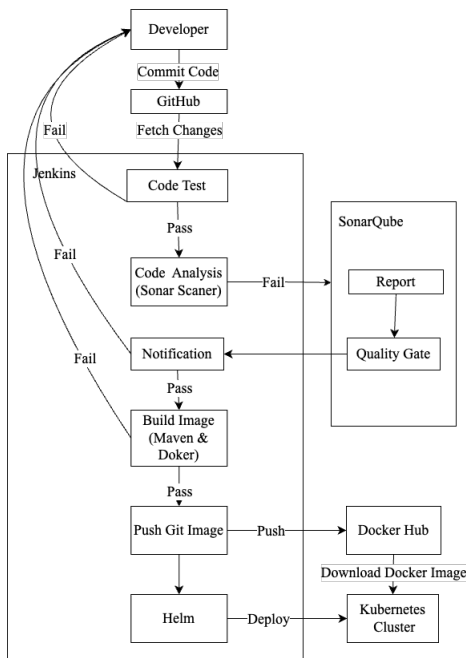 Developer
Commit Code
GitHub
Fail
Fetch Changes
Jenkins
Code Test
Pass
SonarQube
Code Analysis
(Sonar Scaner)
Fail
Report
Fail
Notification
Quality Gate
Fail
Pass
Build Image
(Maven &
Doker)
Pass
Push Git Image
Push
Docker Hub
Download Docker Image
Helm
Deploy
Kubernetes
Cluster